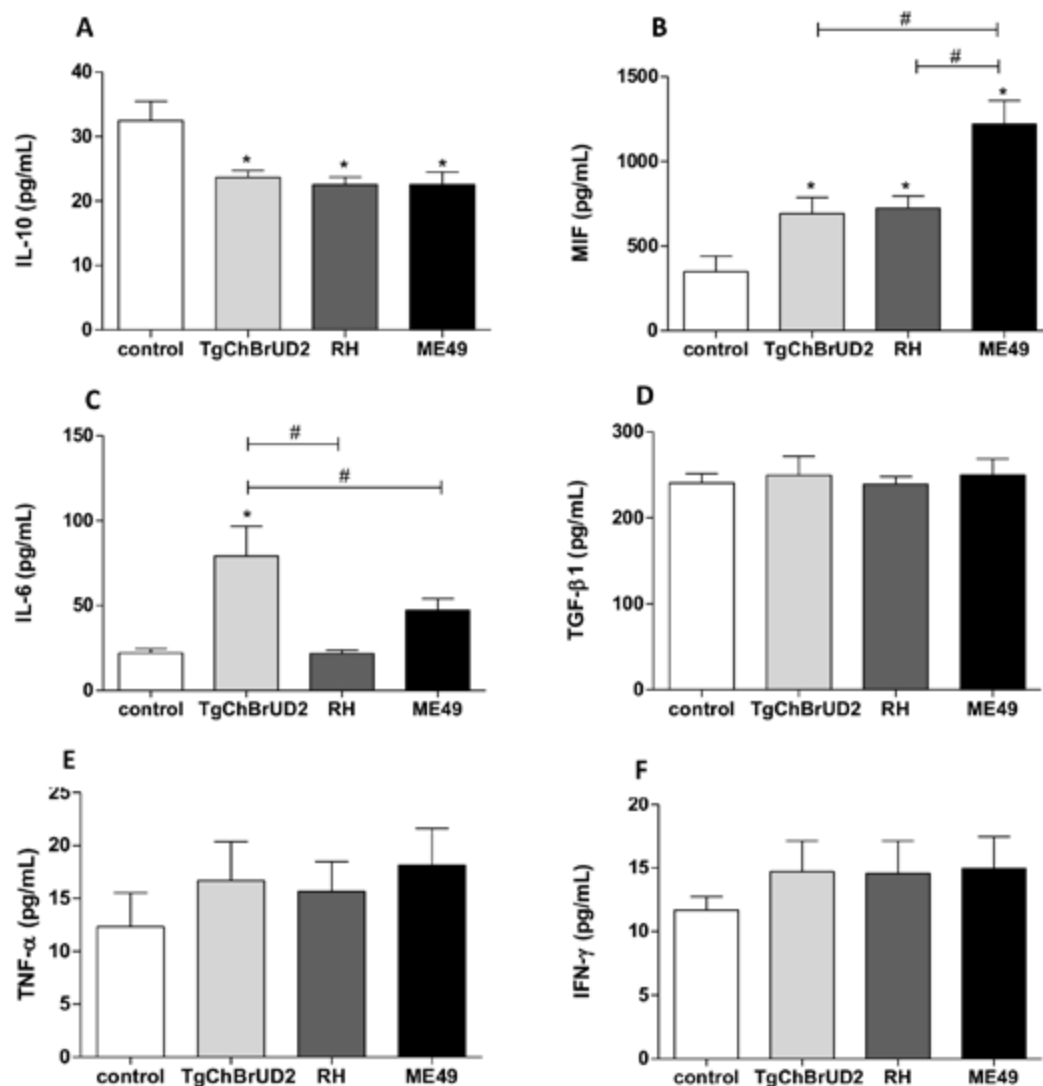 A
IL-10 (pg/mL)
40
30
20
10
0
* * *
control TgChBrUD2 RH ME49
B
#
#
MIF (pg/mL)
1500
1000
500
0
* * *
control TgChBrUD2 RH ME49
C
IL-6 (pg/mL)
150
100
50
0
#
#
*
control TgChBrUD2 RH ME49
D
TGF-β1 (pg/mL)
300
200
100
0
control TgChBrUD2 RH ME49
E
TNF-α (pg/mL)
25
20
15
10
5
0
control TgChBrUD2 RH ME49
F
IFN-γ (pg/mL)
20
15
10
5
0
control TgChBrUD2 RH ME49